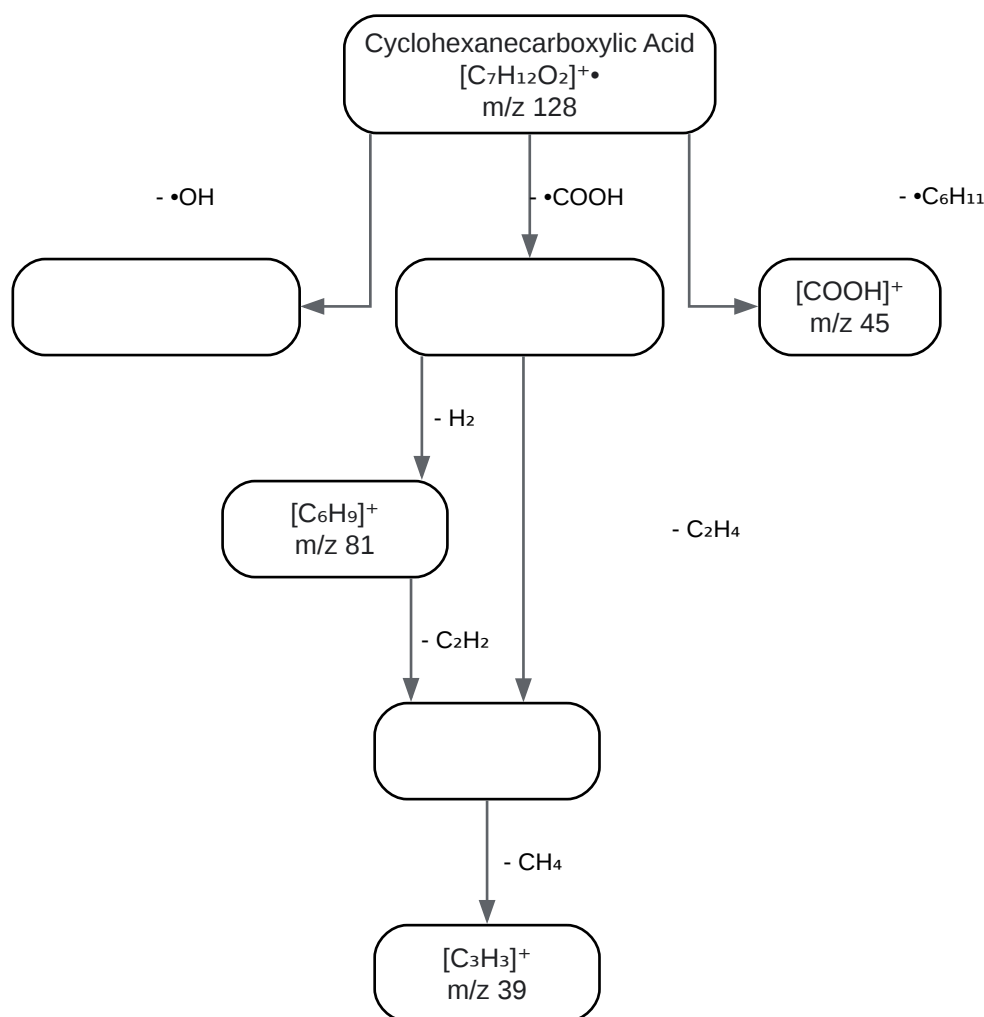 Cyclohexanecarboxylic Acid
[C₇H₁₂O₂]⁺•
m/z 128
- •OH
- •COOH
- •C₆H₁₁
[COOH]⁺
m/z 45
- H₂
[C₆H₉]⁺
m/z 81
- C₂H₄
- C₂H₂
- CH₄
[C₃H₃]⁺
m/z 39